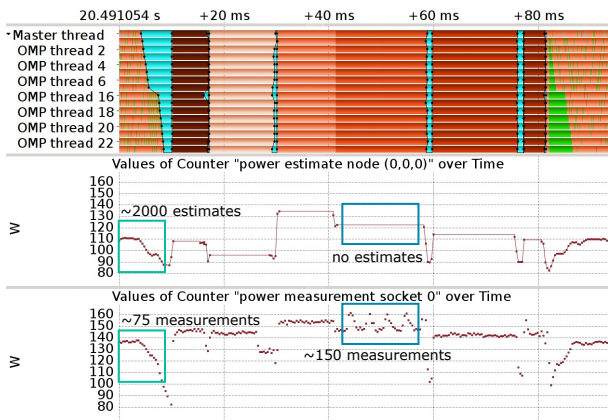 20.491054 s +20 ms +40 ms +60 ms +80 ms
Master thread
OMP thread 2
OMP thread 4
OMP thread 6
OMP thread 16
OMP thread 18
OMP thread 20
OMP thread 22
Values of Counter "power estimate node (0,0,0)" over Time
160
150
140
130
120
110
100
90
80
W
~2000 estimates
no estimates
Values of Counter "power measurement socket 0" over Time
160
150
140
130
120
110
100
90
80
W
~75 measurements
~150 measurements